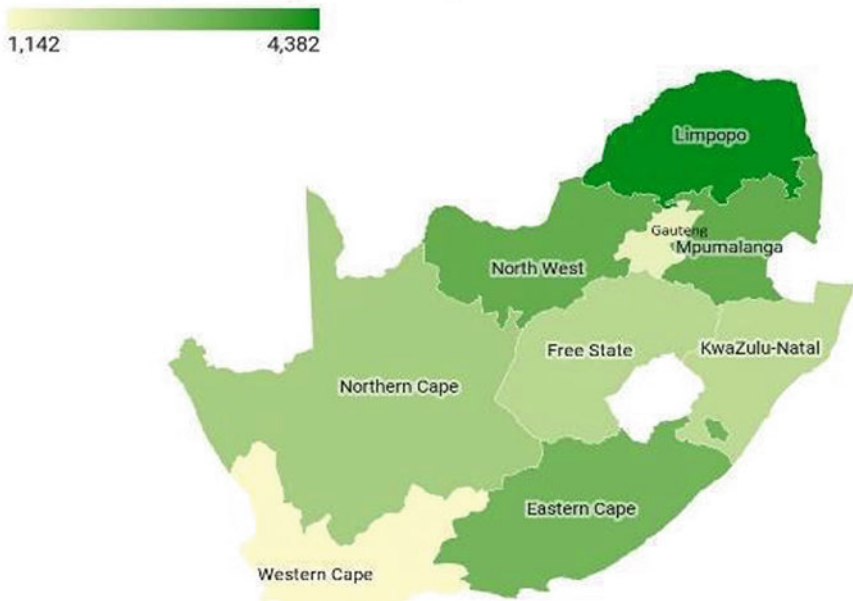 1,142 4,382
Limpopo
Gauteng
Mpumalanga
North West
Free State
KwaZulu-Natal
Northern Cape
Eastern Cape
Western Cape